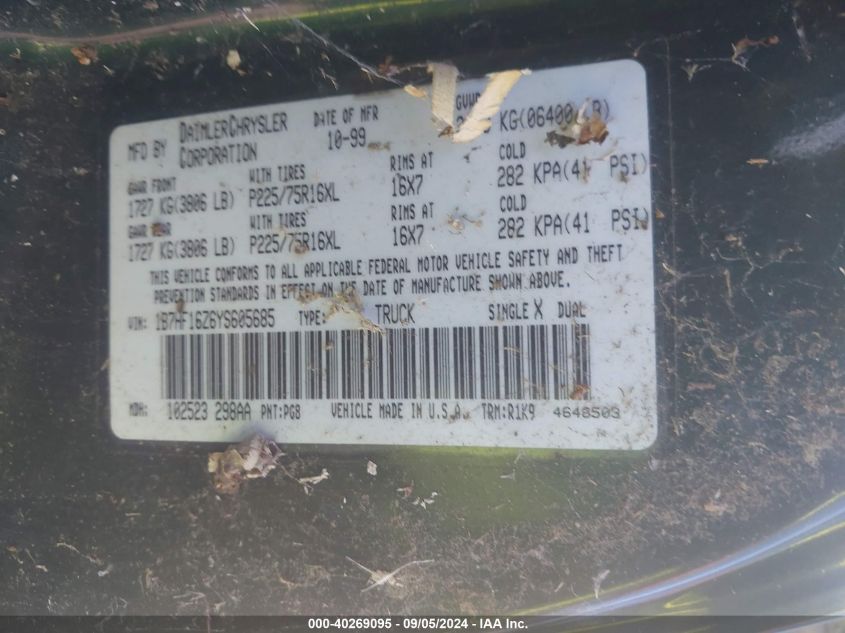 MFD BY DAIMLERCHRYSLER CORPORATION
DATE OF MFR 10-99
KG(06400 LB)
GAWR FRONT WITH TIRES RIMS AT COLD
1727 KG(3806 LB) P225/75R16XL 16X7 282 KPA(41 PSI)
GAWR REAR WITH TIRES RIMS AT COLD
1727 KG(3806 LB) P225/75R16XL 16X7 282 KPA(41 PSI)
THIS VEHICLE CONFORMS TO ALL APPLICABLE FEDERAL MOTOR VEHICLE SAFETY AND THEFT
PREVENTION STANDARDS IN EFFECT ON THE DATE OF MANUFACTURE SHOWN ABOVE.
VIN: 1B7HF16Z6YS605685 TYPE: TRUCK SINGLE X DUAL
MDH: 102523 298AA PNT:PG8 VEHICLE MADE IN U.S.A. TRM:R1K9 4648503
000-40269095 - 09/05/2024 - IAA Inc.